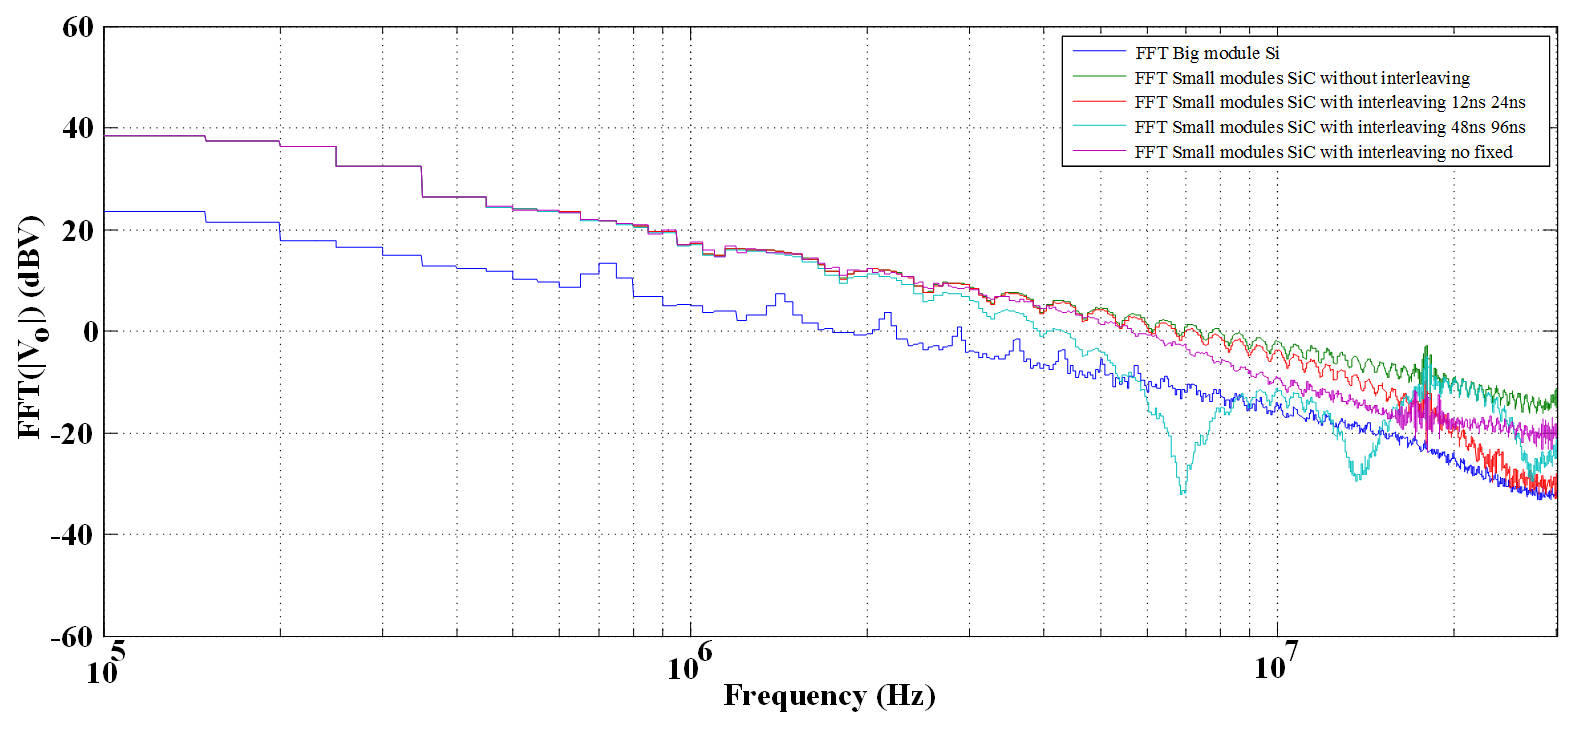 60
40
20
0
-20
-40
-60
FFT(|Vo|) (dBV)
FFT Big module Si
FFT Small modules SiC without interleaving
FFT Small modules SiC with interleaving 12ns 24ns
FFT Small modules SiC with interleaving 48ns 96ns
FFT Small modules SiC with interleaving no fixed
10^5
10^6
10^7
Frequency (Hz)